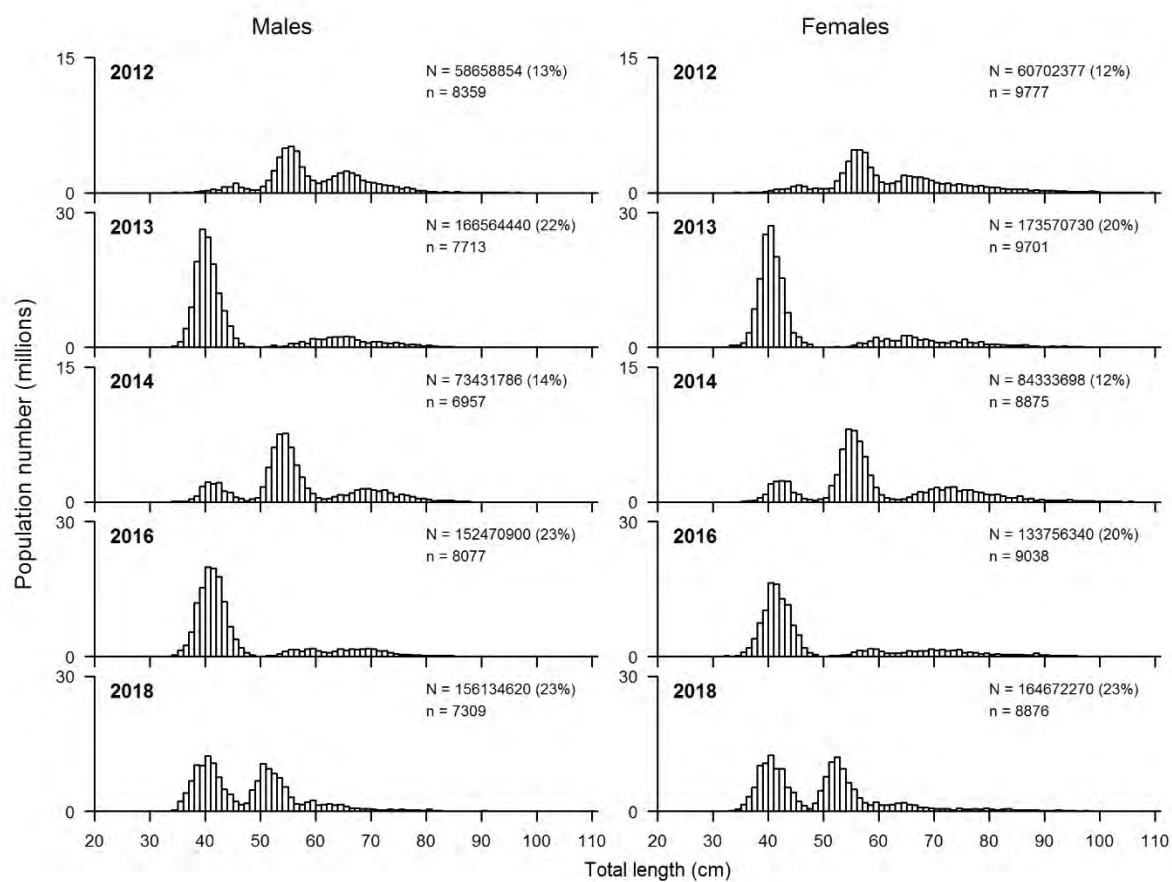 Males
Females
Population number (millions)
15
0
2012
N = 58658854 (13%)
n = 8359
15
0
2012
N = 60702377 (12%)
n = 9777
30
0
2013
N = 166564440 (22%)
n = 7713
30
0
2013
N = 173570730 (20%)
n = 9701
15
0
2014
N = 73431786 (14%)
n = 6957
15
0
2014
N = 84333698 (12%)
n = 8875
30
0
2016
N = 152470900 (23%)
n = 8077
30
0
2016
N = 133756340 (20%)
n = 9038
30
0
2018
N = 156134620 (23%)
n = 7309
30
0
2018
N = 164672270 (23%)
n = 8876
20 30 40 50 60 70 80 90 100 110
20 30 40 50 60 70 80 90 100 110
Total length (cm)